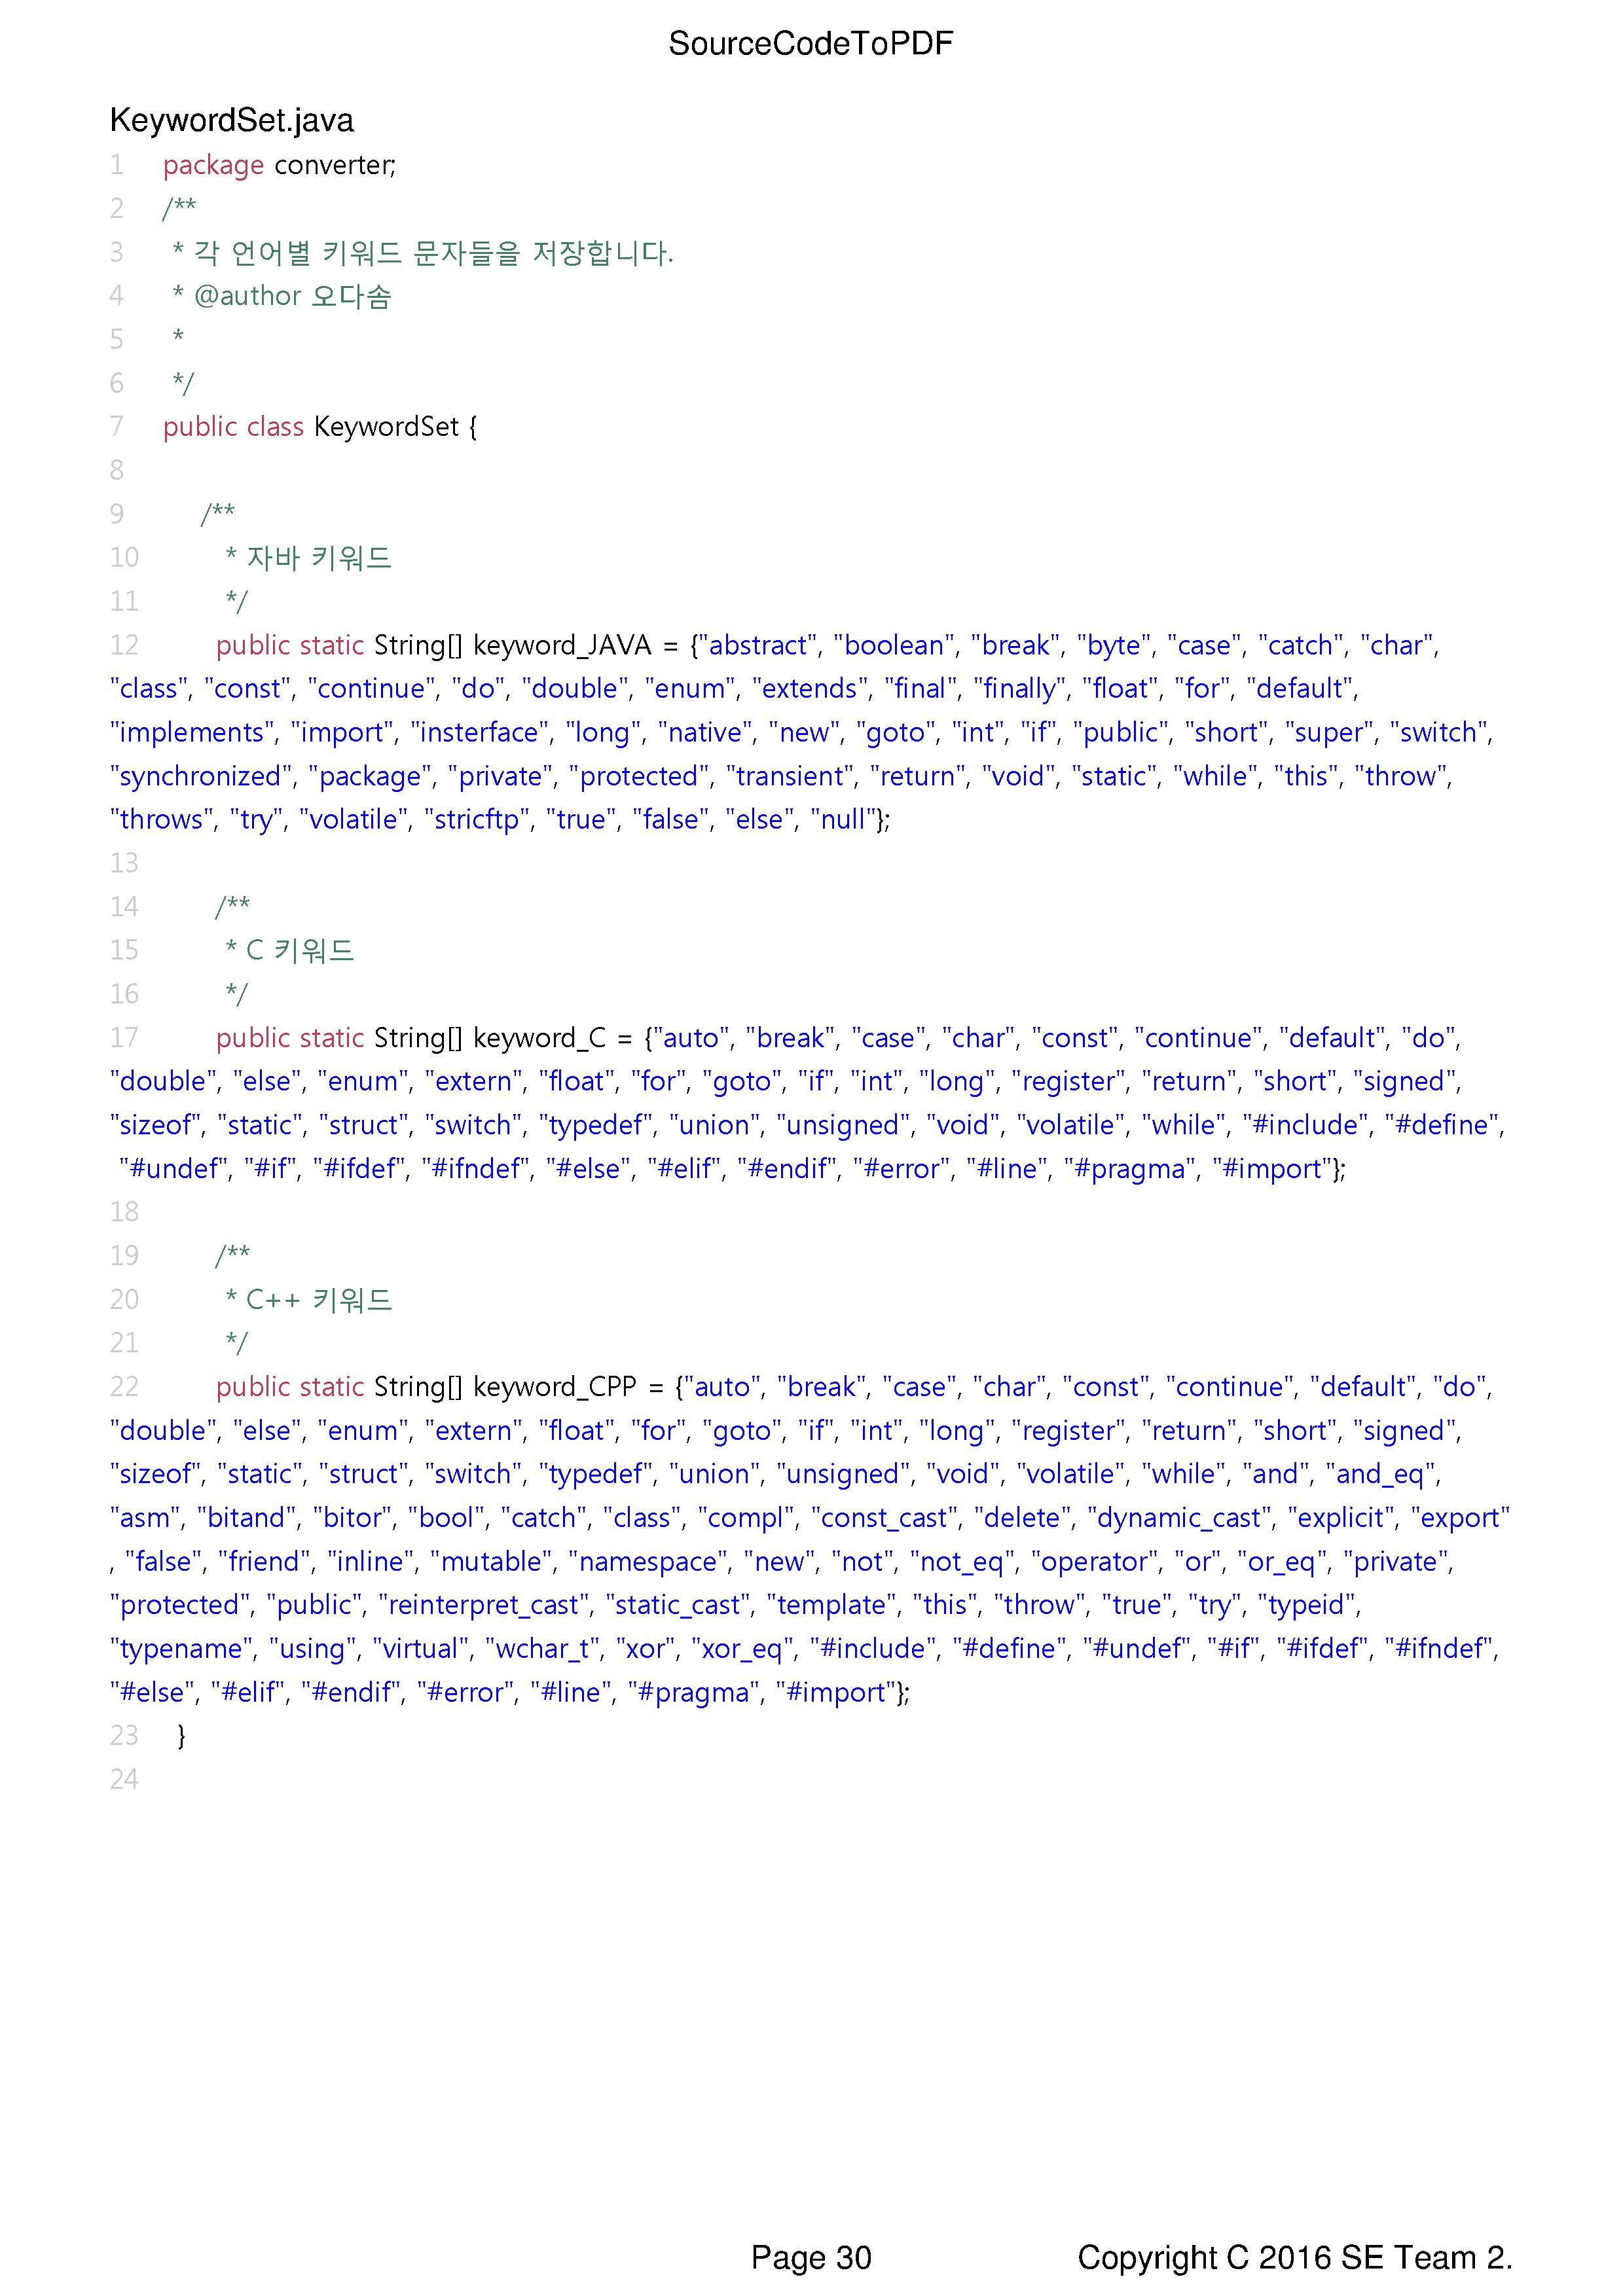 SourceCodeToPDF
KeywordSet.java
1 package converter;
2 /**
3 * 각 언어별 키워드 문자들을 저장합니다.
4 * @author 오다솜
5 *
6 */
7 public class KeywordSet {
8
9 /**
10 * 자바 키워드
11 */
12 public static String[] keyword_JAVA = {"abstract", "boolean", "break", "byte", "case", "catch", "char",
"class", "const", "continue", "do", "double", "enum", "extends", "final", "finally", "float", "for", "default",
"implements", "import", "insterface", "long", "native", "new", "goto", "int", "if", "public", "short", "super", "switch",
"synchronized", "package", "private", "protected", "transient", "return", "void", "static", "while", "this", "throw",
"throws", "try", "volatile", "stricftp", "true", "false", "else", "null"};
13
14 /**
15 * C 키워드
16 */
17 public static String[] keyword_C = {"auto", "break", "case", "char", "const", "continue", "default", "do",
"double", "else", "enum", "extern", "float", "for", "goto", "if", "int", "long", "register", "return", "short", "signed",
"sizeof", "static", "struct", "switch", "typedef", "union", "unsigned", "void", "volatile", "while", "#include", "#define",
"#undef", "#if", "#ifdef", "#ifndef", "#else", "#elif", "#endif", "#error", "#line", "#pragma", "#import"};
18
19 /**
20 * C++ 키워드
21 */
22 public static String[] keyword_CPP = {"auto", "break", "case", "char", "const", "continue", "default", "do",
"double", "else", "enum", "extern", "float", "for", "goto", "if", "int", "long", "register", "return", "short", "signed",
"sizeof", "static", "struct", "switch", "typedef", "union", "unsigned", "void", "volatile", "while", "and", "and_eq",
"asm", "bitand", "bitor", "bool", "catch", "class", "compl", "const_cast", "delete", "dynamic_cast", "explicit", "export"
, "false", "friend", "inline", "mutable", "namespace", "new", "not", "not_eq", "operator", "or", "or_eq", "private",
"protected", "public", "reinterpret_cast", "static_cast", "template", "this", "throw", "true", "try", "typeid",
"typename", "using", "virtual", "wchar_t", "xor", "xor_eq", "#include", "#define", "#undef", "#if", "#ifdef", "#ifndef",
"#else", "#elif", "#endif", "#error", "#line", "#pragma", "#import"};
23 }
24
Page 30 Copyright C 2016 SE Team 2.